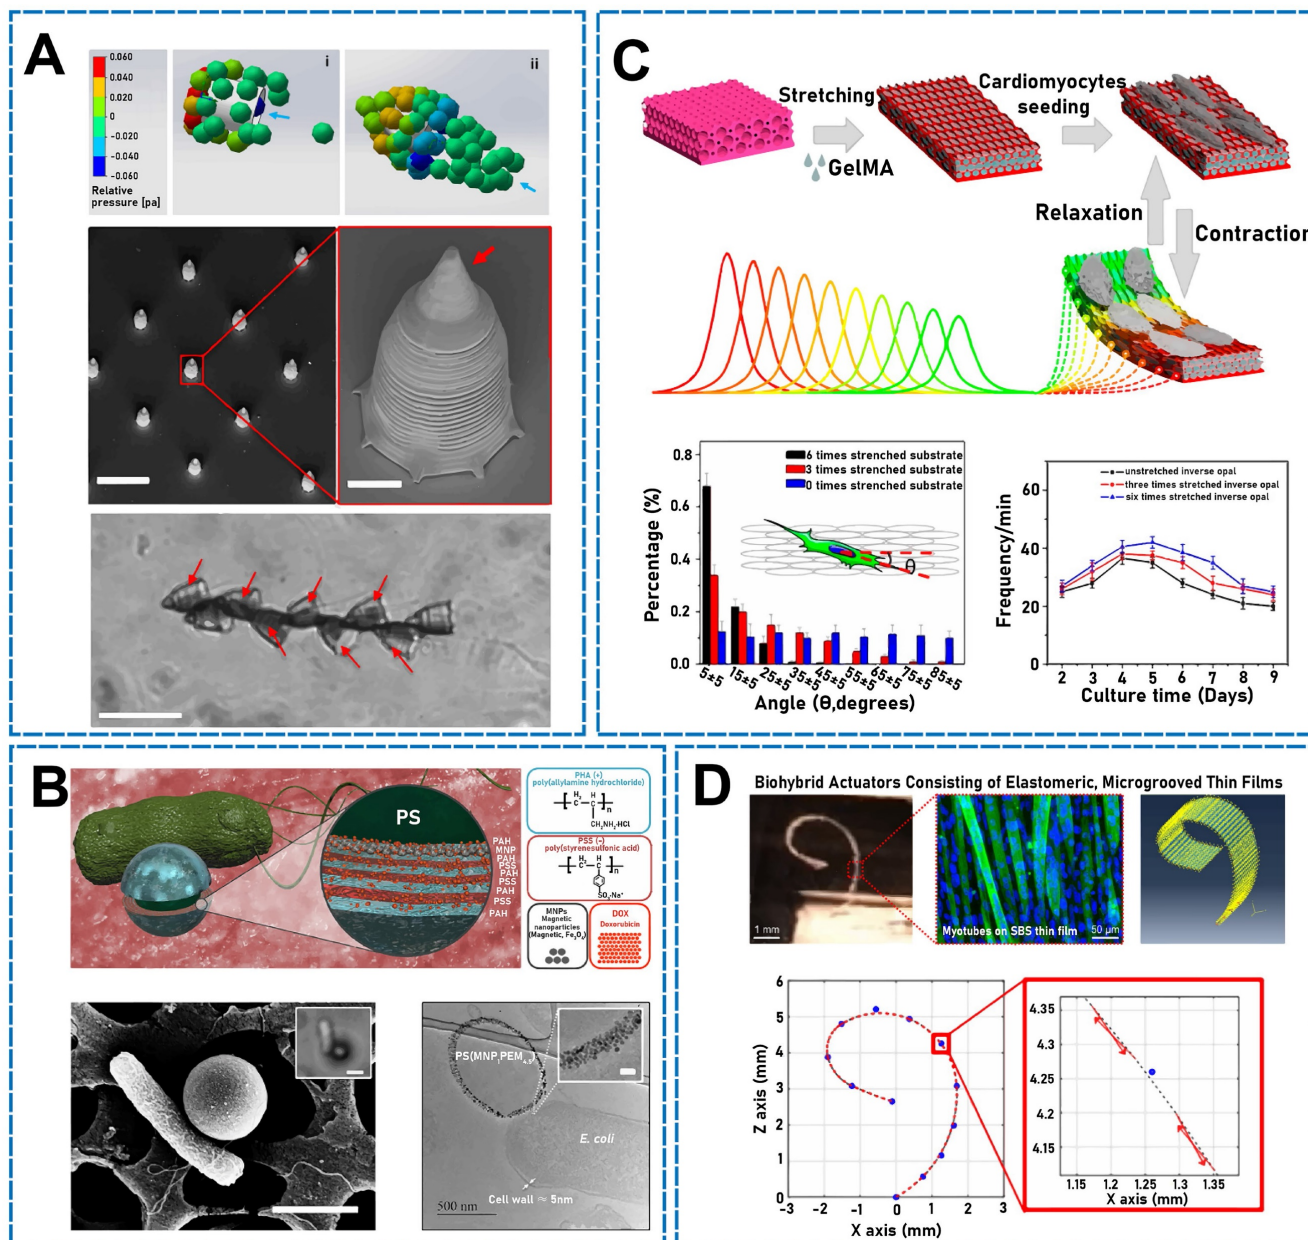 A
0.060
0.040
0.020
0
-0.020
-0.040
-0.060
Relative
pressure [pa]
i
ii
C
Stretching
GelMA
Cardiomyocytes
seeding
Relaxation
Contraction
Percentage (%)
0.8
0.6
0.4
0.2
0.0
6 times strenched substrate
3 times strenched substrate
0 times strenched substrate
θ
5±5
15±5
25±5
35±5
45±5
55±5
65±5
75±5
85±5
Angle (θ,degrees)
Frequency/min
60
40
20
0
unstretched inverse opal
three times stretched inverse opal
six times stretched inverse opal
2 3 4 5 6 7 8 9
Culture time (Days)
B
PS
PAH
MNP
PAH
PSS
PAH
PSS
PAH
PSS
PAH
PHA (+)
poly(allylamine hydrochloride)
H₂ H
C C
n
CH₂NH₂·HCl
PSS (-)
poly(styrenesulfonic acid)
H₂ H
C C
n
SO₃·Na⁺
MNPs
Magnetic
nanoparticles
(Magnetic, Fe₃O₄)
DOX
Doxorubicin
PS(MNP₁PEM₄.₅)
E. coli
Cell wall ≈ 5nm
500 nm
D
Biohybrid Actuators Consisting of Elastomeric, Microgrooved Thin Films
1 mm
Myotubes on SBS thin film
50 μm
Z axis (mm)
6
5
4
3
2
1
0
-3 -2 -1 0 1 2 3
X axis (mm)
4.35
4.3
4.25
4.2
4.15
1.15 1.2 1.25 1.3 1.35
X axis (mm)